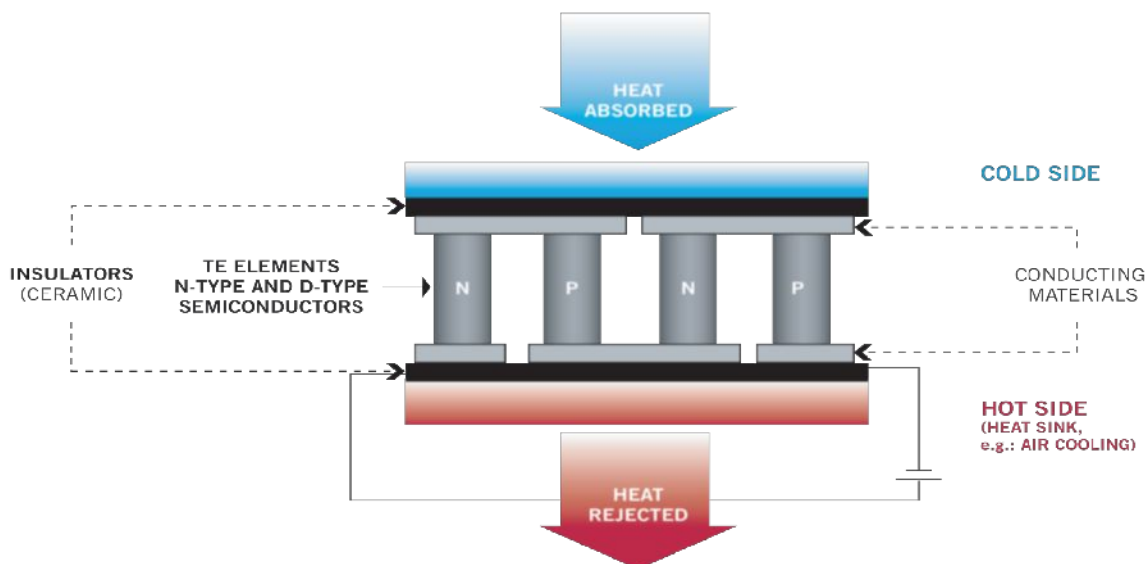 HEAT
ABSORBED
COLD SIDE
INSULATORS
(CERAMIC)
TE ELEMENTS
N-TYPE AND D-TYPE
SEMICONDUCTORS
N
P
N
P
CONDUCTING
MATERIALS
HOT SIDE
(HEAT SINK,
e.g.: AIR COOLING)
HEAT
REJECTED